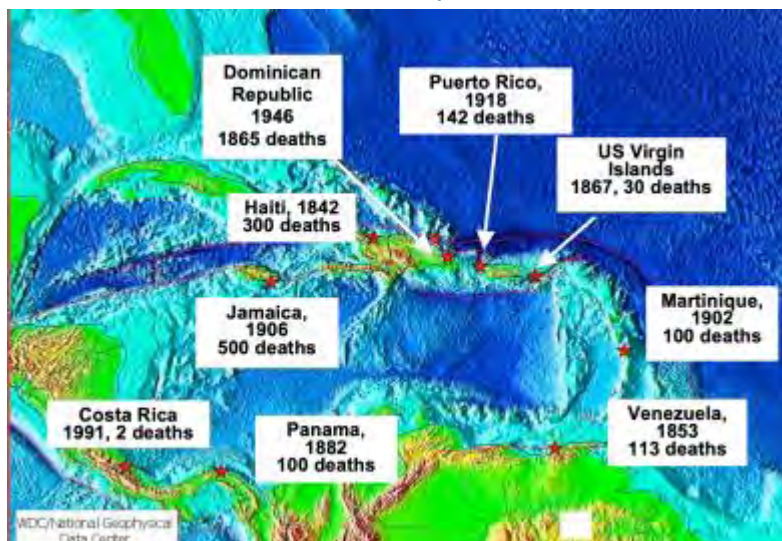 Dominican
Republic
1946
1865 deaths
Puerto Rico,
1918
142 deaths
US Virgin
Islands
1867, 30 deaths
Haiti, 1842
300 deaths
Jamaica,
1906
500 deaths
Martinique,
1902
100 deaths
Costa Rica
1991, 2 deaths
Panama,
1882
100 deaths
Venezuela,
1853
113 deaths
WDC/National Geophysical
Data Center